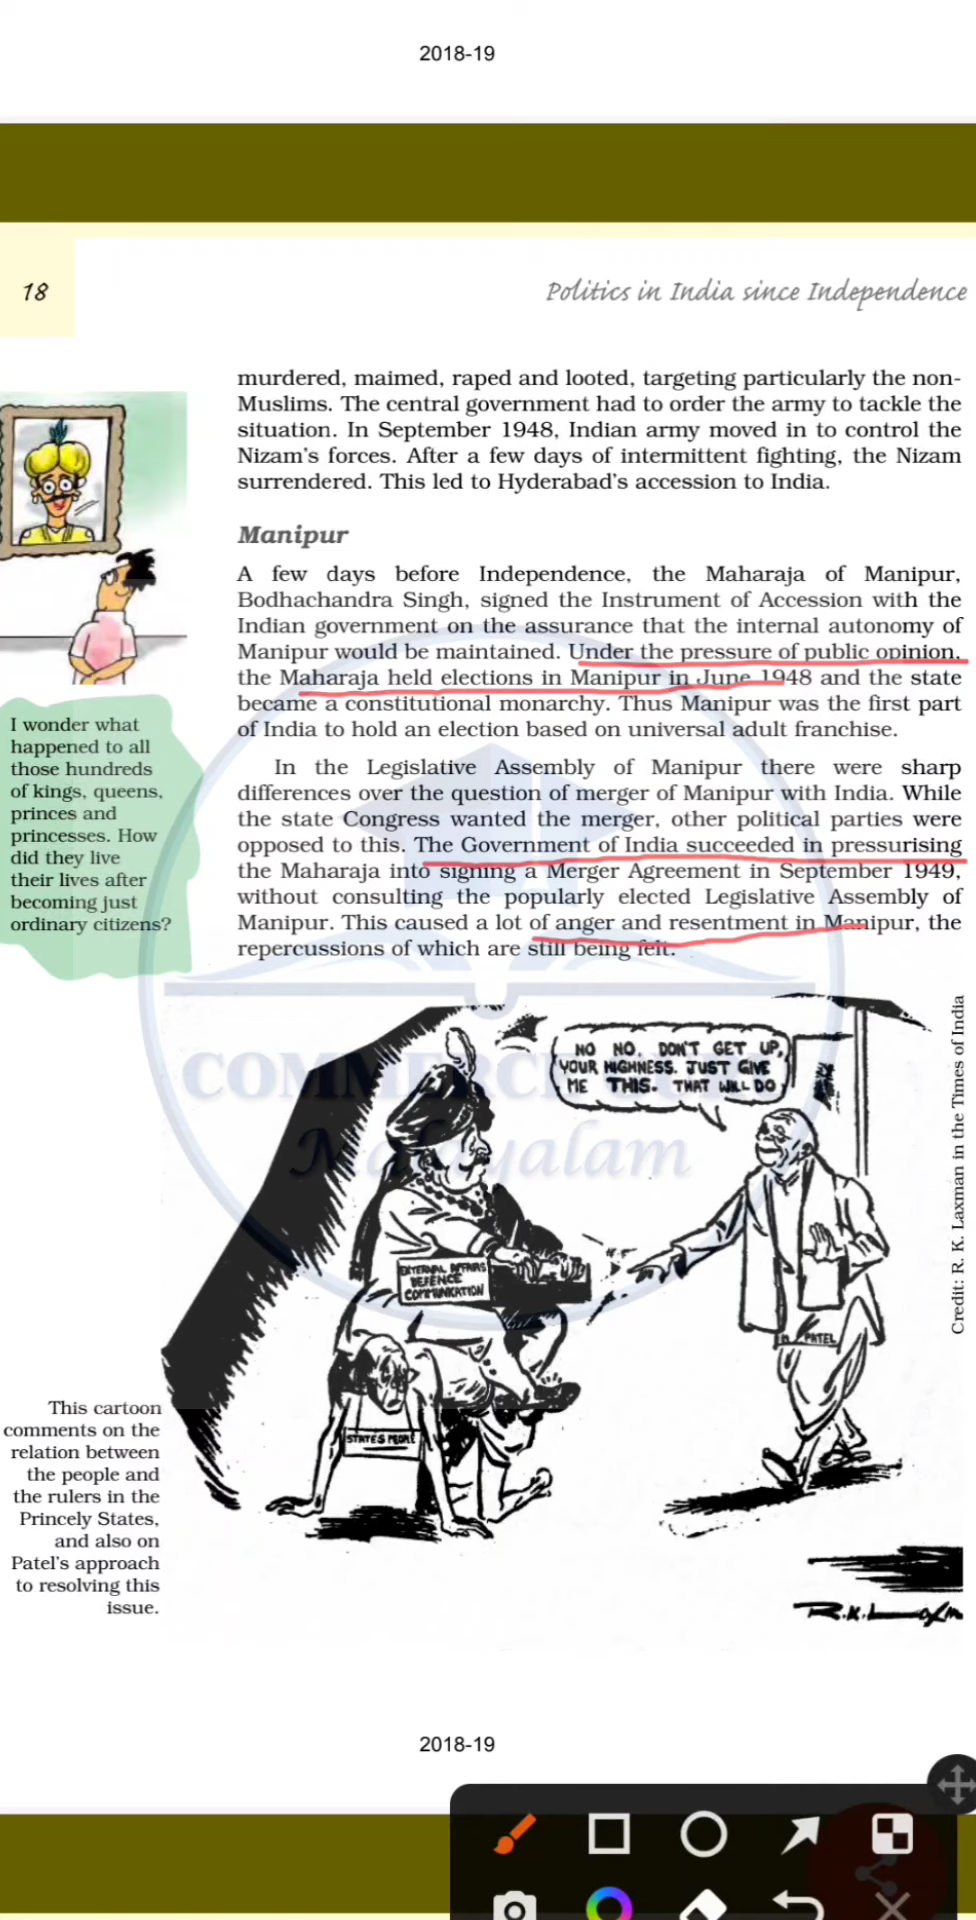 2018-19
18
Politics in India since Independence
murdered, maimed, raped and looted, targeting particularly the non-
Muslims. The central government had to order the army to tackle the
situation. In September 1948, Indian army moved in to control the
Nizam's forces. After a few days of intermittent fighting, the Nizam
surrendered. This led to Hyderabad's accession to India.
Manipur
A few days before Independence, the Maharaja of Manipur,
Bodhachandra Singh, signed the Instrument of Accession with the
Indian government on the assurance that the internal autonomy of
Manipur would be maintained. Under the pressure of public opinion,
the Maharaja held elections in Manipur in June 1948 and the state
became a constitutional monarchy. Thus Manipur was the first part
of India to hold an election based on universal adult franchise.
In the Legislative Assembly of Manipur there were sharp
differences over the question of merger of Manipur with India. While
the state Congress wanted the merger, other political parties were
opposed to this. The Government of India succeeded in pressurising
the Maharaja into signing a Merger Agreement in September 1949,
without consulting the popularly elected Legislative Assembly of
Manipur. This caused a lot of anger and resentment in Manipur, the
repercussions of which are still being felt.
I wonder what
happened to all
those hundreds
of kings, queens,
princes and
princesses. How
did they live
their lives after
becoming just
ordinary citizens?
NO NO, DON'T GET UP,
YOUR HIGHNESS. JUST GIVE
ME THIS. THAT WILL DO
EXTERNAL AFFAIRS
DEFENCE
COMMUNICATION
PATEL
STATES PEOPLE
Malayalam
Credit: R. K. Laxman in the Times of India
This cartoon
comments on the
relation between
the people and
the rulers in the
Princely States,
and also on
Patel's approach
to resolving this
issue.
R.K. Laxman
2018-19